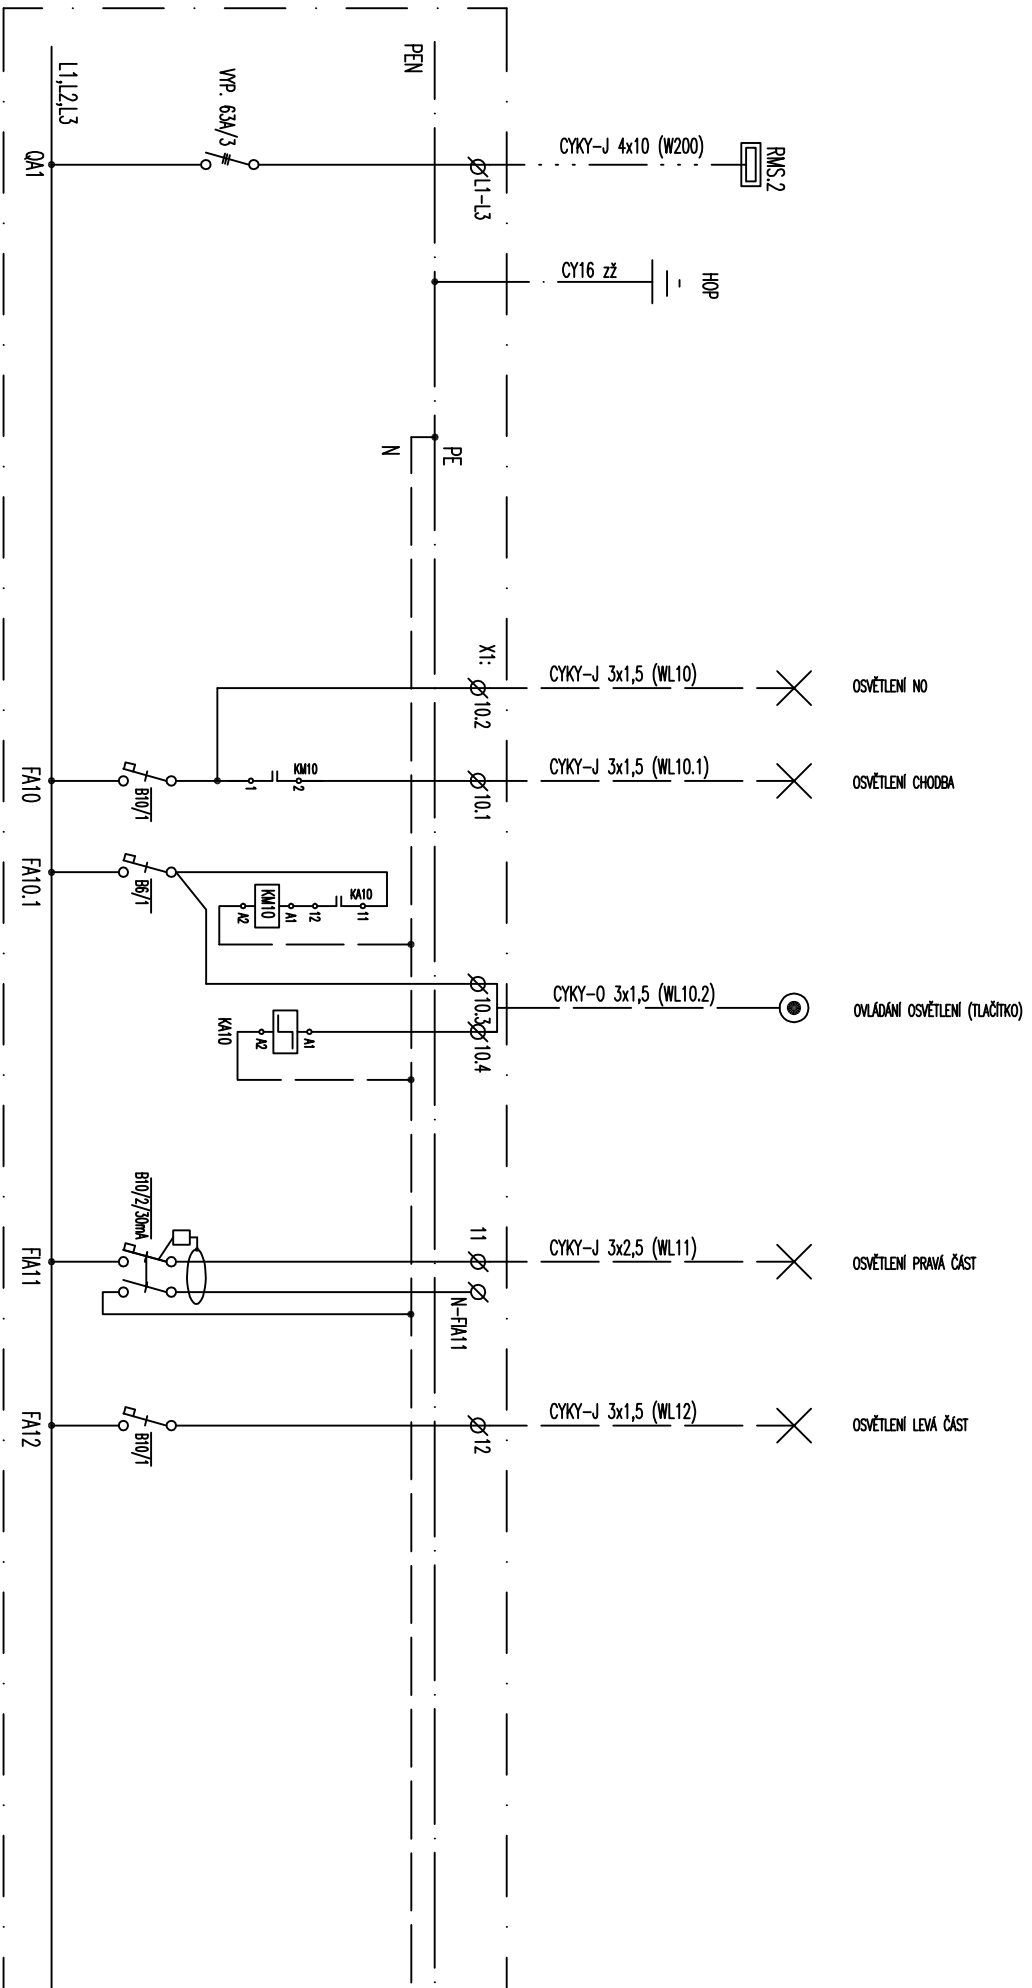 PEN
L1,L2,L3
VYP. 63A/3
QA1
L1-L3
CYKY-J 4x10 (W200)
RMS.2
CY16 zž
HOP
N
PE
X1:
10.2
CYKY-J 3x1,5 (WL10)
OSVĚTLENÍ NO
FA10
B10/1
1
KM10
2
10.1
CYKY-J 3x1,5 (WL10.1)
OSVĚTLENÍ CHODBA
FA10.1
B6/1
A2
KM10
A1
12
KA10
11
10.3
10.4
CYKY-O 3x1,5 (WL10.2)
OVLÁDÁNÍ OSVĚTLENÍ (TLAČÍTKO)
KA10
A2
A1
B10/2/30mA
FIA11
11
N-FIA11
CYKY-J 3x2,5 (WL11)
OSVĚTLENÍ PRAVÁ ČÁST
FA12
B10/1
12
CYKY-J 3x1,5 (WL12)
OSVĚTLENÍ LEVÁ ČÁST